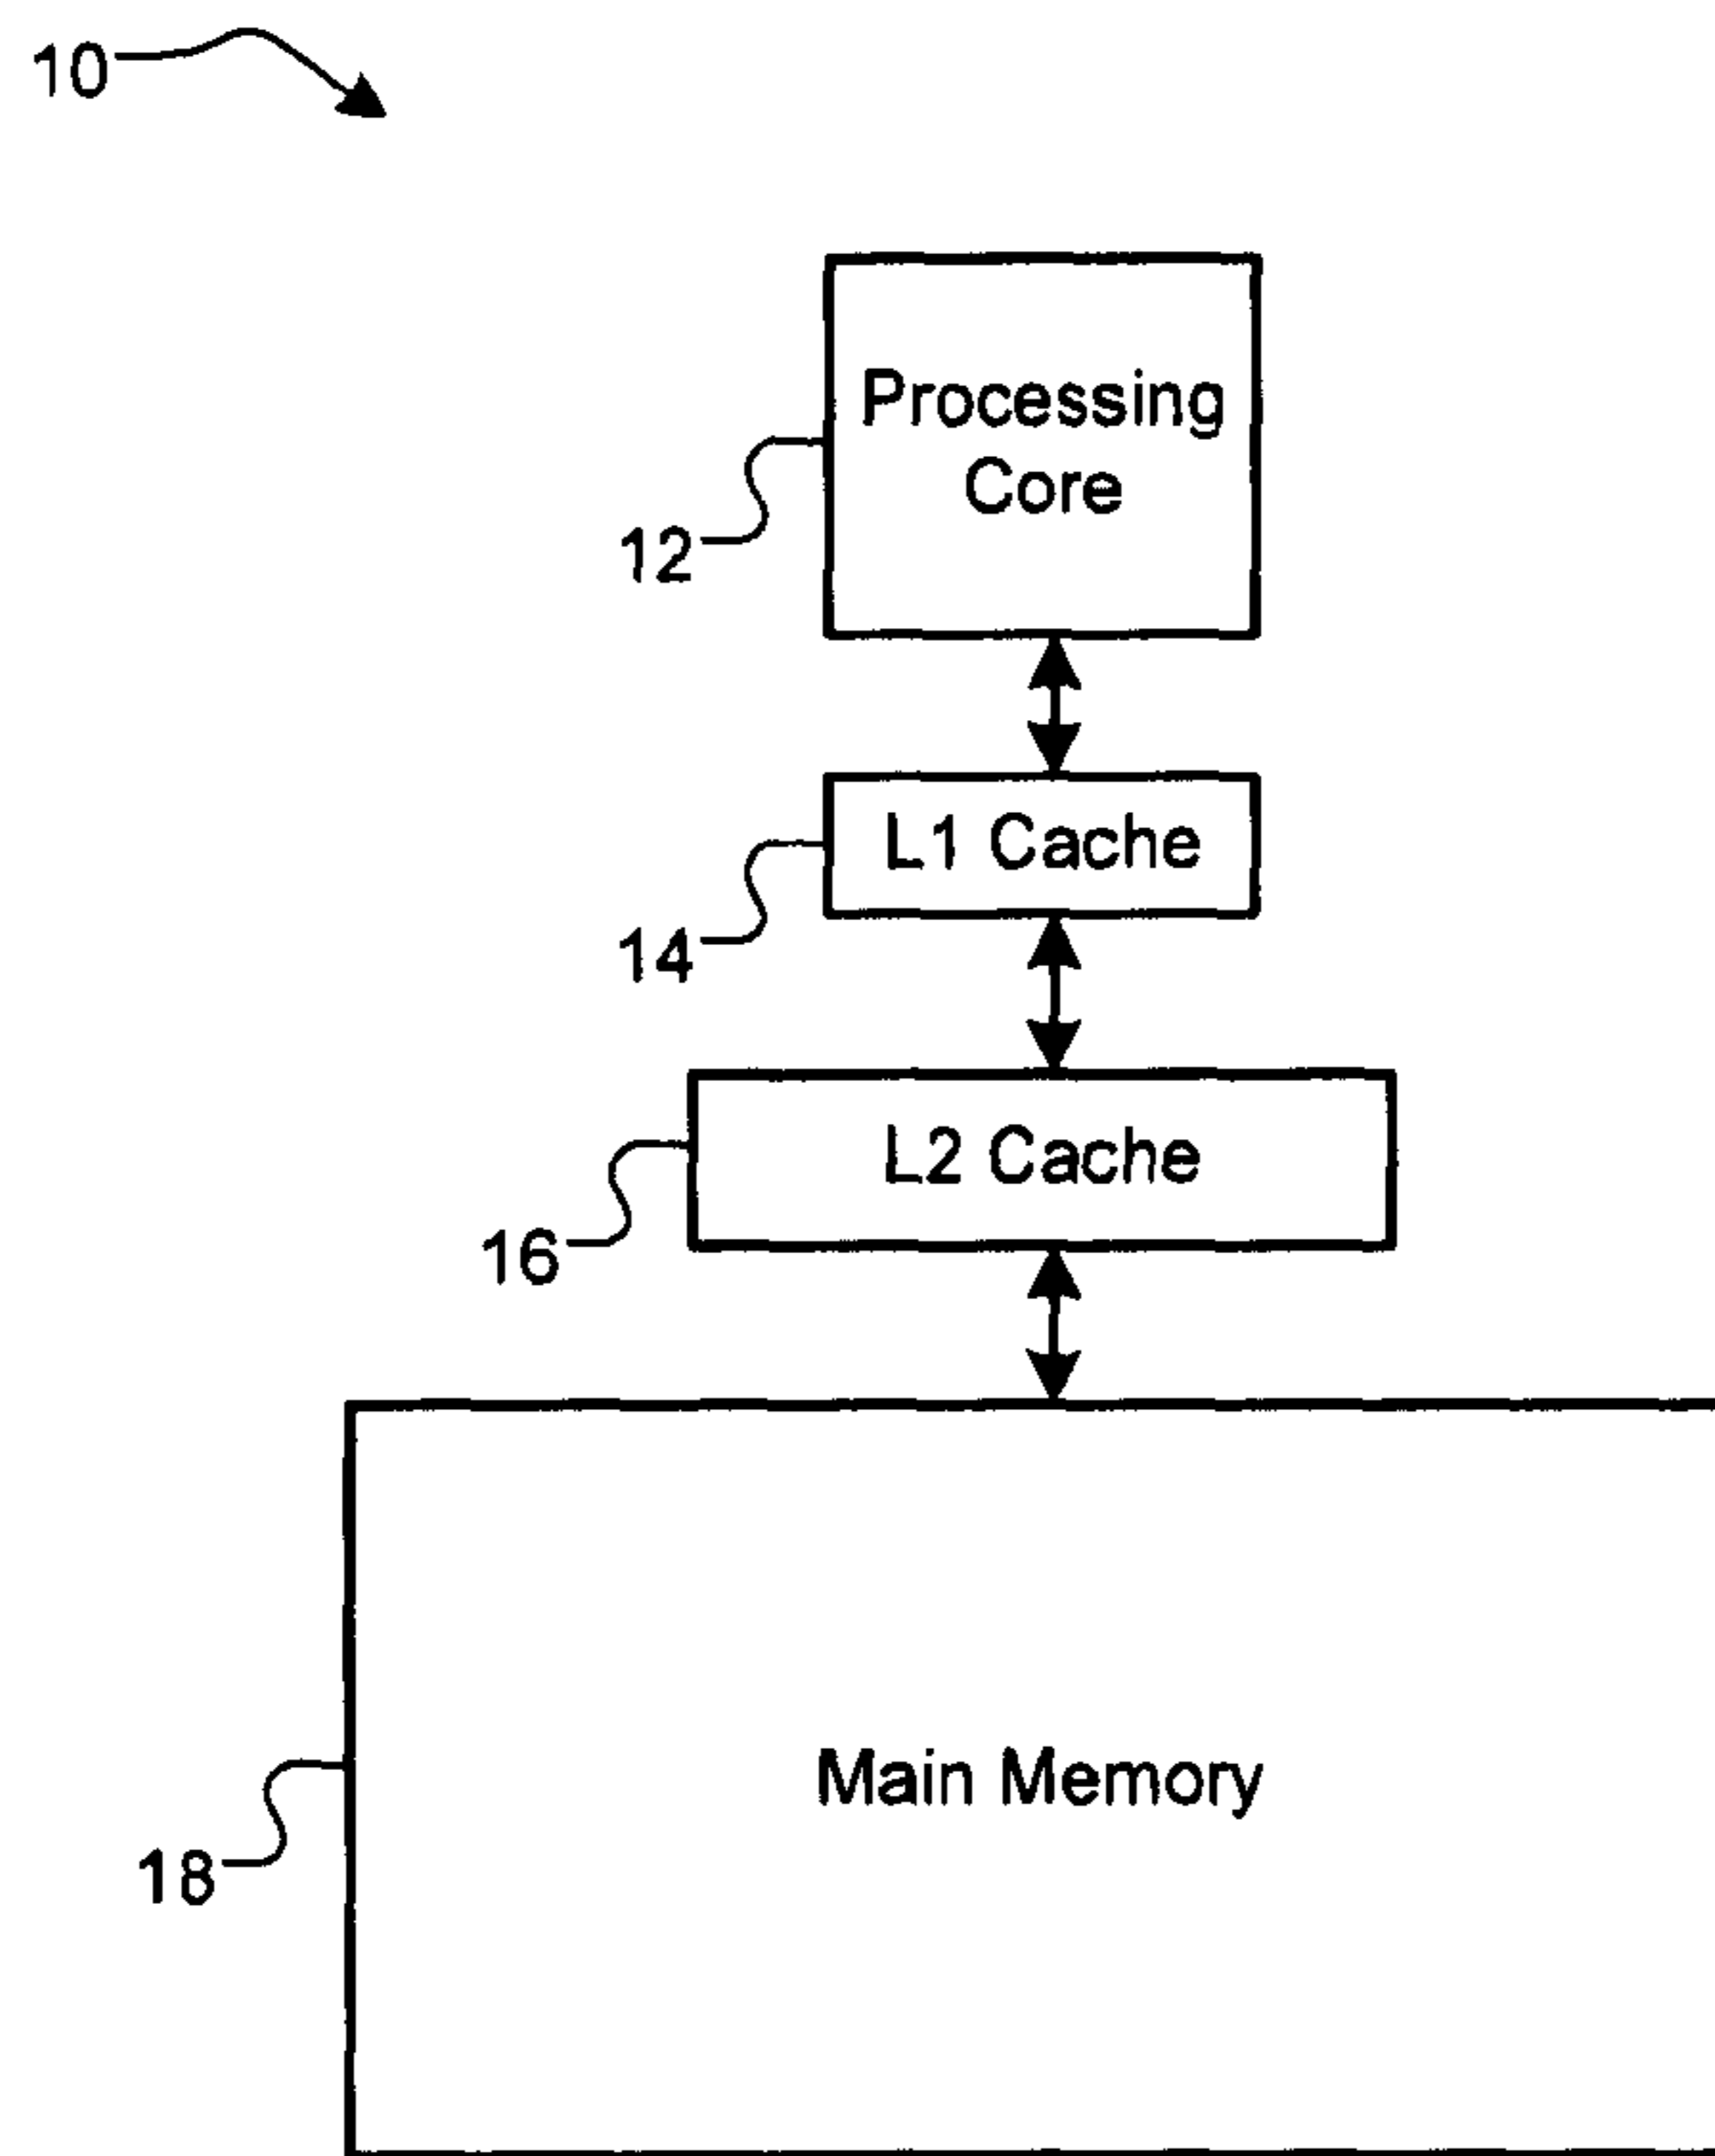 10
Processing
Core
12
L1 Cache
14
L2 Cache
16
Main Memory
18